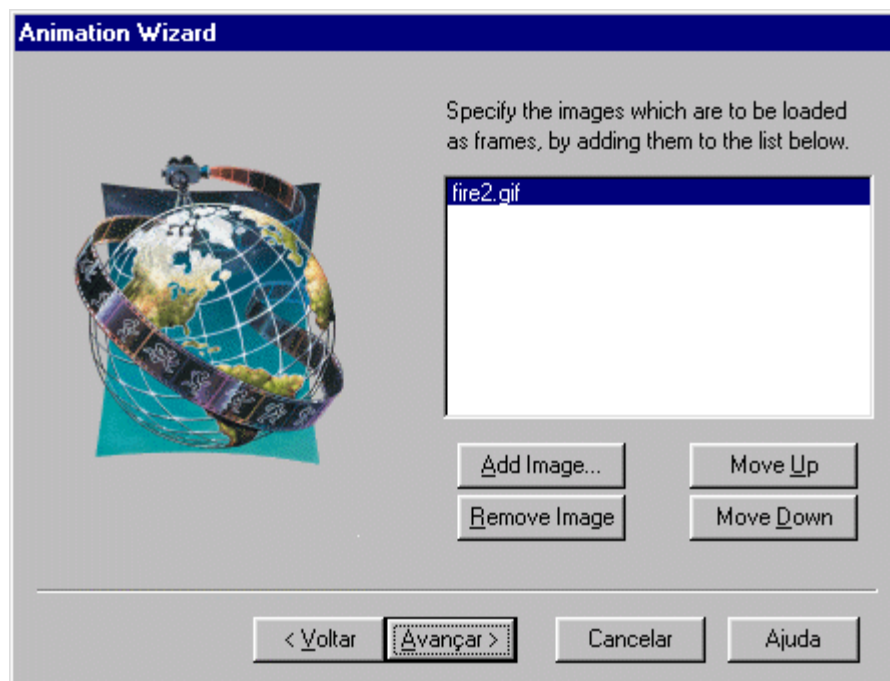 Animation Wizard
Specify the images which are to be loaded
as frames, by adding them to the list below.
fire2.gif
Add Image...
Move Up
Remove Image
Move Down
< Voltar
Avançar >
Cancelar
Ajuda